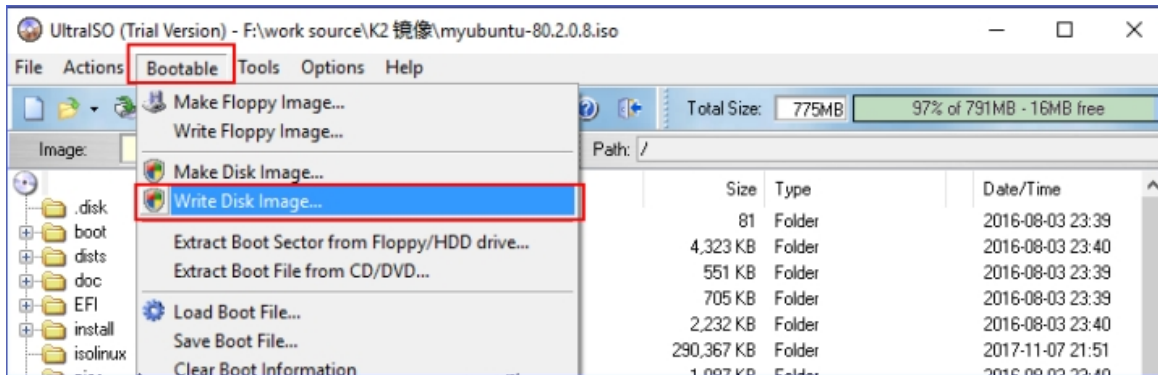 UltraISO (Trial Version) - F:\work source\K2 镜像\myubuntu-80.2.0.8.iso
File Actions Bootable Tools Options Help
Make Floppy Image...
Write Floppy Image...
Make Disk Image...
Write Disk Image...
Extract Boot Sector from Floppy/HDD drive...
Extract Boot File from CD/DVD...
Load Boot File...
Save Boot File...
Clear Boot Information
Total Size: 775MB 97% of 791MB - 16MB free
Image:
Path: /
.disk
boot
dists
doc
EFI
install
isolinux
Size Type Date/Time
81 Folder 2016-08-03 23:39
4,323 KB Folder 2016-08-03 23:40
551 KB Folder 2016-08-03 23:39
705 KB Folder 2016-08-03 23:39
2,232 KB Folder 2016-08-03 23:40
290,367 KB Folder 2017-11-07 21:51